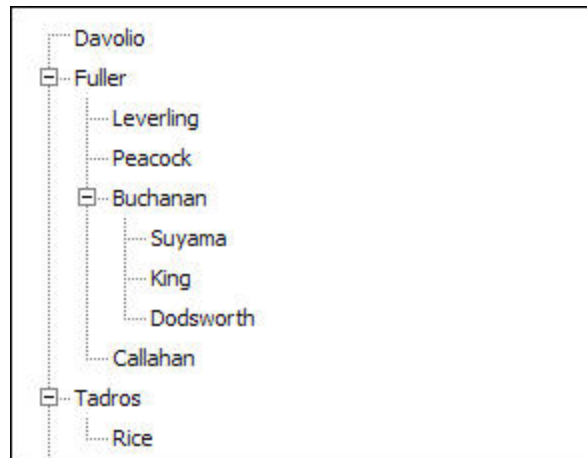 Davolio
Fuller
Leverling
Peacock
Buchanan
Suyama
King
Dodsworth
Callahan
Tadros
Rice